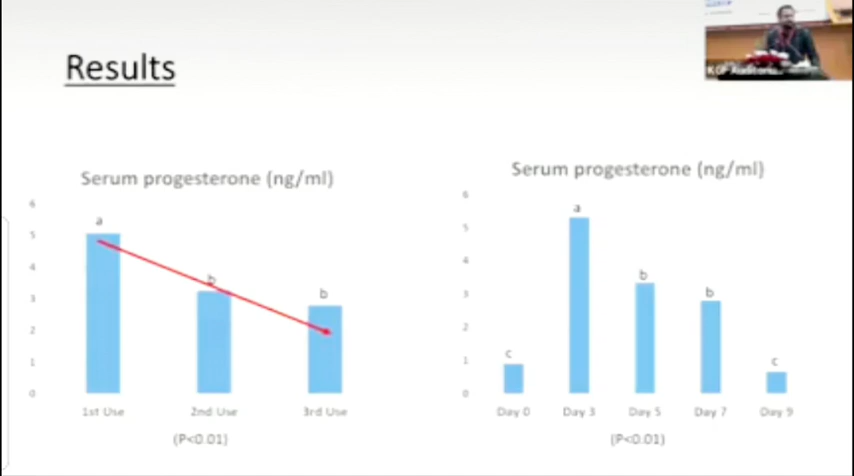 Results
Serum progesterone (ng/ml)
6
5
4
3
2
1
0
a
b
b
1st Use
2nd Use
3rd Use
(P<0.01)
Serum progesterone (ng/ml)
6
5
4
3
2
1
0
c
a
b
b
c
Day 0
Day 3
Day 5
Day 7
Day 9
(P<0.01)